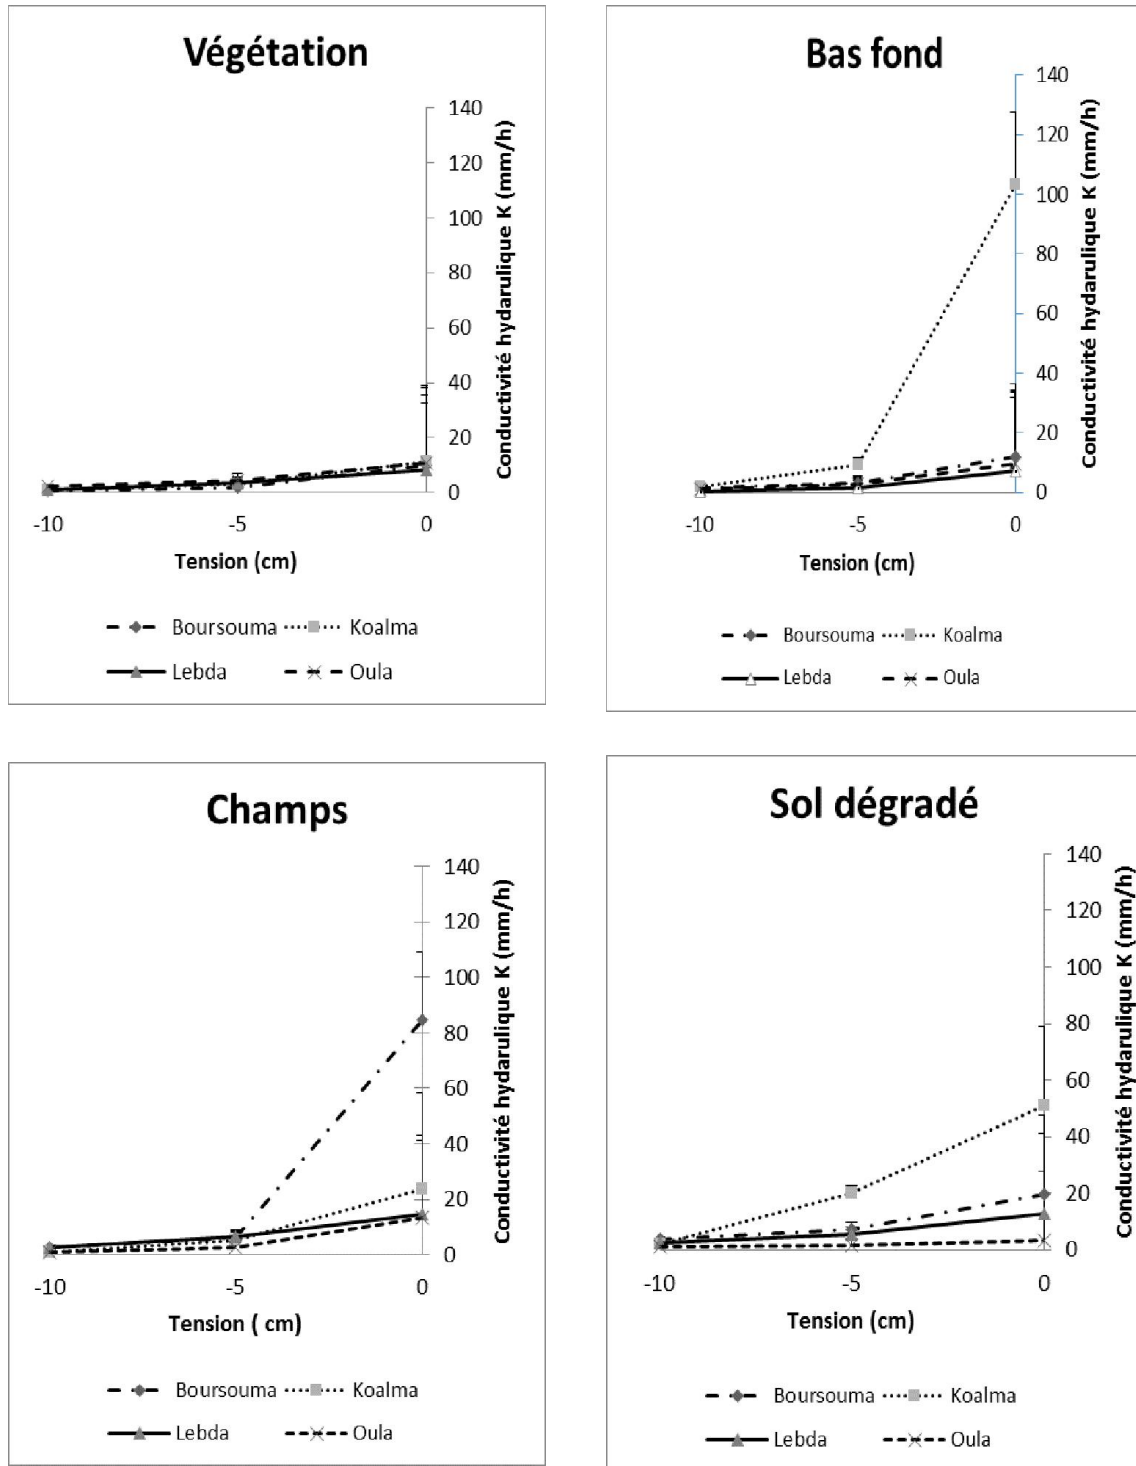 Végétation
140
120
100
80
60
40
20
0
Conductivité hydarulique K (mm/h)
-10 -5 0
Tension (cm)
Boursouma Koalma
Lebda Oula
Bas fond
140
120
100
80
60
40
20
0
Conductivité hydarulique K (mm/h)
-10 -5 0
Tension (cm)
Boursouma Koalma
Lebda Oula
Champs
140
120
100
80
60
40
20
0
Conductivité hydarulique K (mm/h)
-10 -5 0
Tension ( cm)
Boursouma Koalma
Lebda Oula
Sol dégradé
140
120
100
80
60
40
20
0
Conductivité hydarulique K (mm/h)
-10 -5 0
Tension (cm)
Boursouma Koalma
Lebda Oula